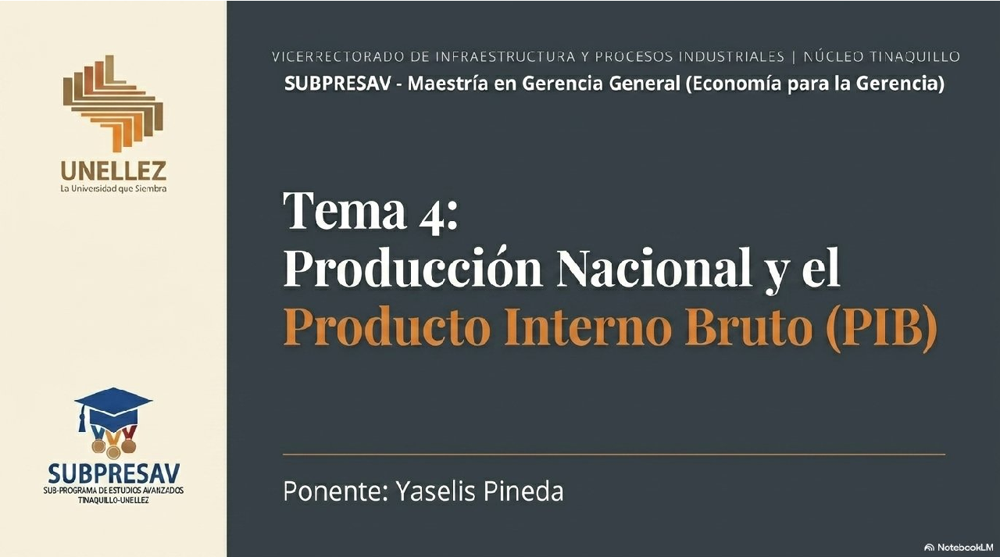 VICERRECTORADO DE INFRAESTRUCTURA Y PROCESOS INDUSTRIALES | NÚCLEO TINAQUILLO
SUBPRESAV - Maestría en Gerencia General (Economía para la Gerencia)
UNELLEZ
La Universidad que Siembra
Tema 4:
Producción Nacional y el
Producto Interno Bruto (PIB)
SUBPRESAV
SUB-PROGRAMA DE ESTUDIOS AVANZADOS
TINAQUILLO-UNELLEZ
Ponente: Yaselis Pineda
NotebookLM